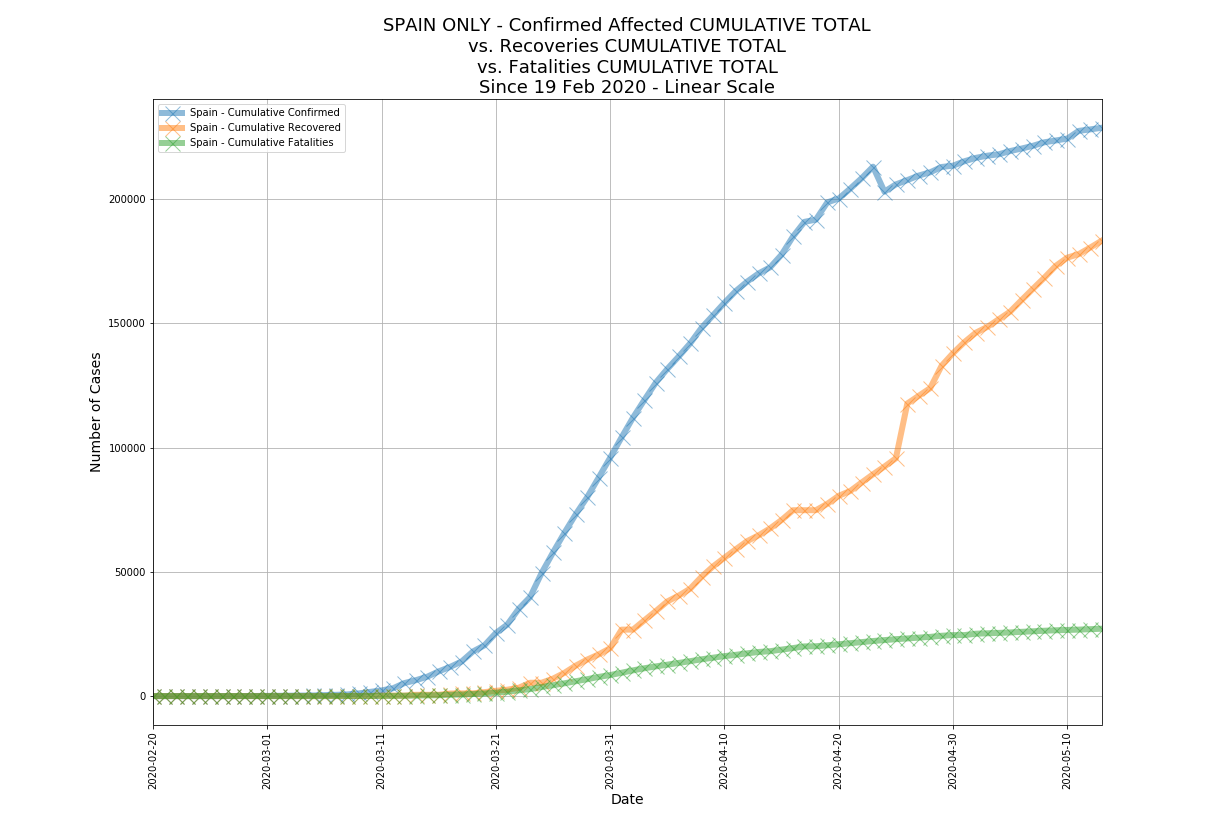 SPAIN ONLY - Confirmed Affected CUMULATIVE TOTAL
vs. Recoveries CUMULATIVE TOTAL
vs. Fatalities CUMULATIVE TOTAL
Since 19 Feb 2020 - Linear Scale
Spain - Cumulative Confirmed
Spain - Cumulative Recovered
Spain - Cumulative Fatalities
Number of Cases
200000
150000
100000
50000
0
2020-02-20
2020-03-01
2020-03-11
2020-03-21
2020-03-31
2020-04-10
2020-04-20
2020-04-30
2020-05-10
Date